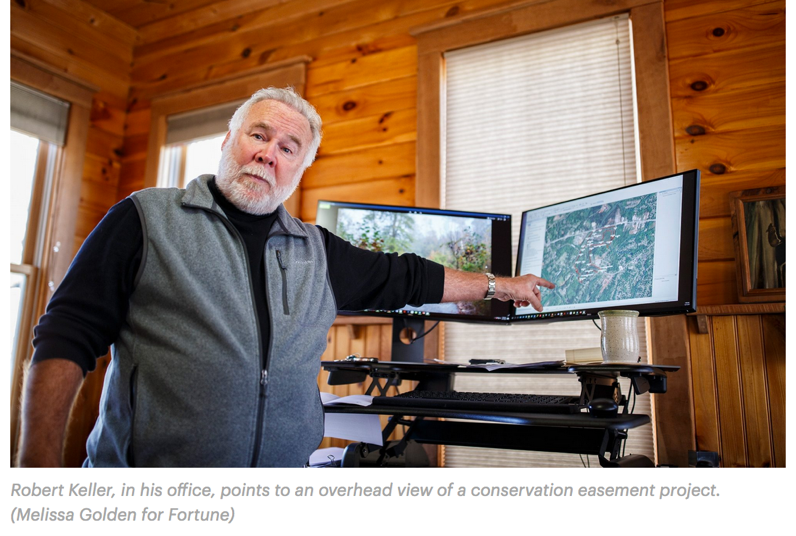 Robert Keller, in his office, points to an overhead view of a conservation easement project.
(Melissa Golden for Fortune)